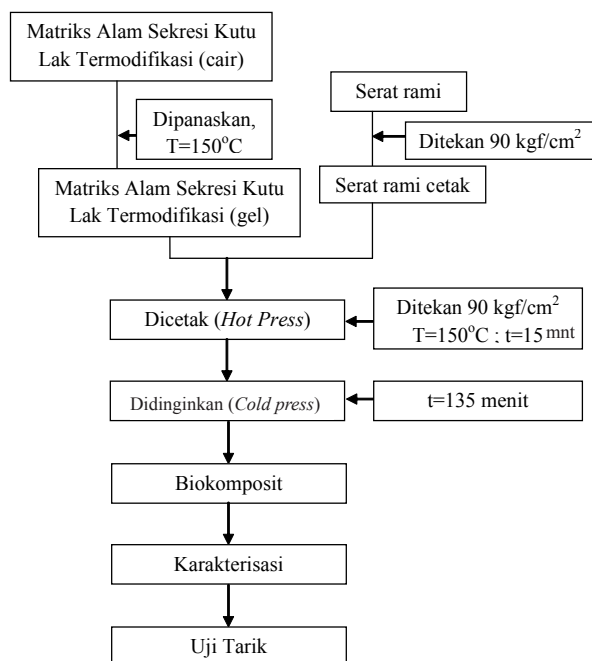 Matriks Alam Sekresi Kutu
Lak Termodifikasi (cair)
Serat rami
Dipanaskan,
T=150°C
Ditekan 90 kgf/cm²
Matriks Alam Sekresi Kutu
Lak Termodifikasi (gel)
Serat rami cetak
Dicetak (Hot Press)
Ditekan 90 kgf/cm²
T=150°C ; t=15 mnt
Didinginkan (Cold press)
t=135 menit
Biokomposit
Karakterisasi
Uji Tarik